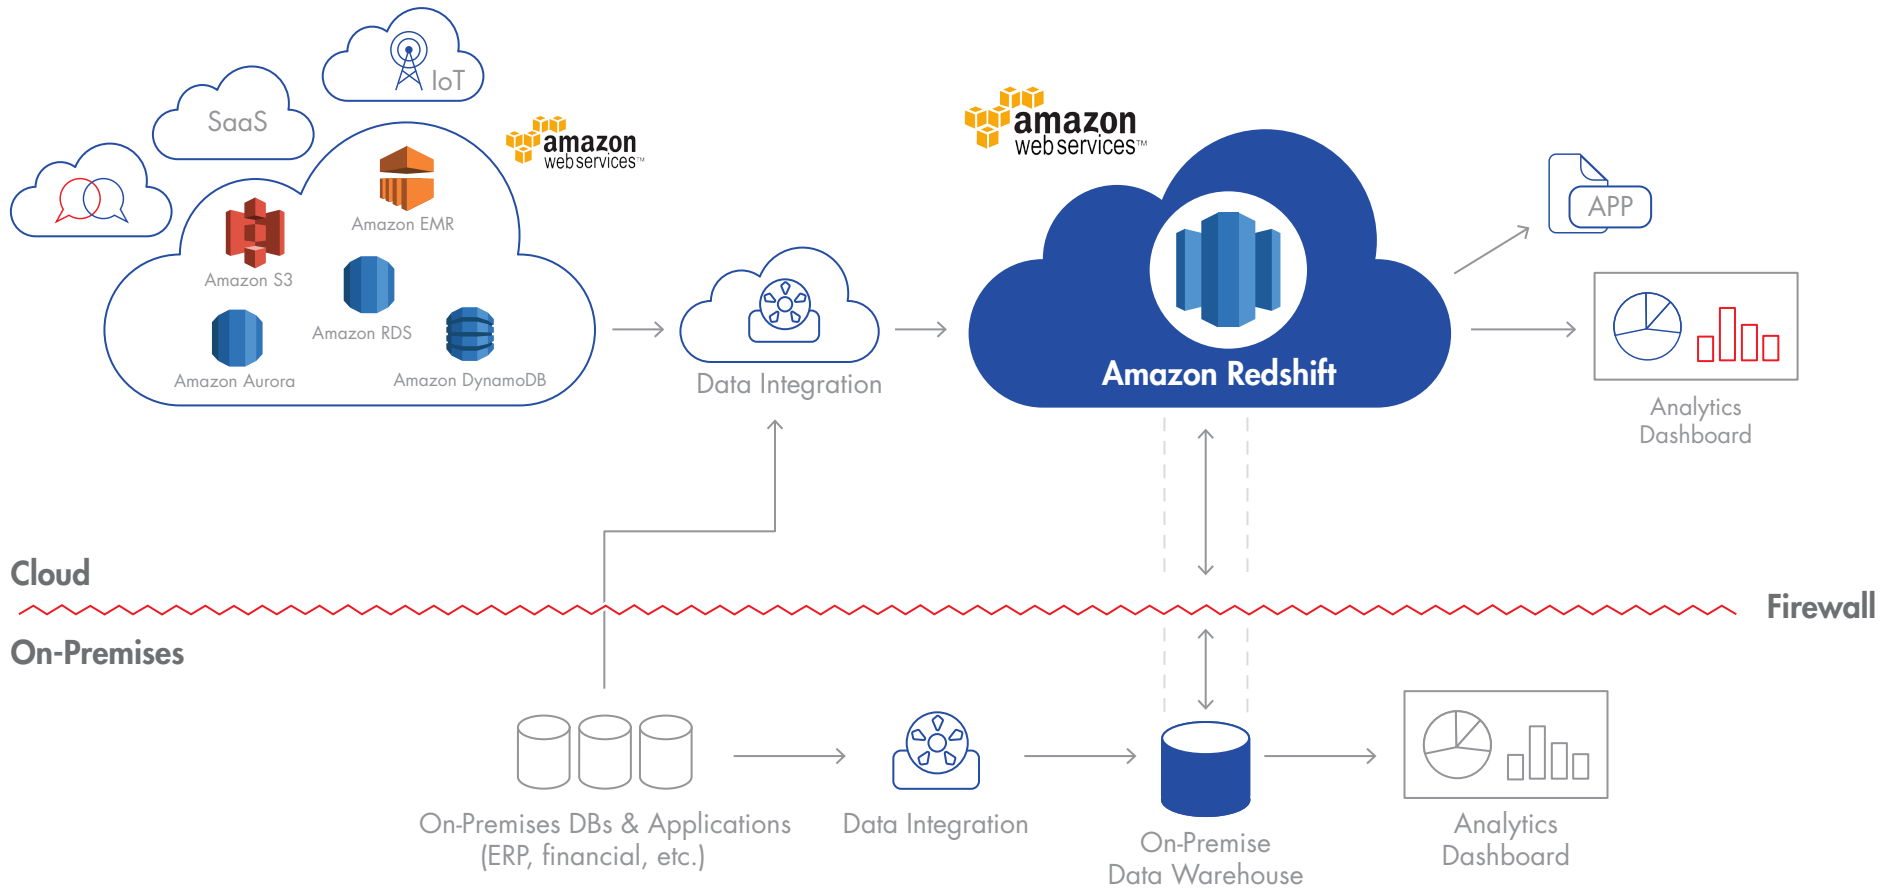 IoT
SaaS
amazon
web services™
Amazon EMR
Amazon S3
Amazon RDS
Amazon Aurora
Amazon DynamoDB
Data Integration
amazon
web services™
Amazon Redshift
APP
Analytics
Dashboard
Cloud
Firewall
On-Premises
On-Premises DBs & Applications
(ERP, financial, etc.)
Data Integration
On-Premise
Data Warehouse
Analytics
Dashboard